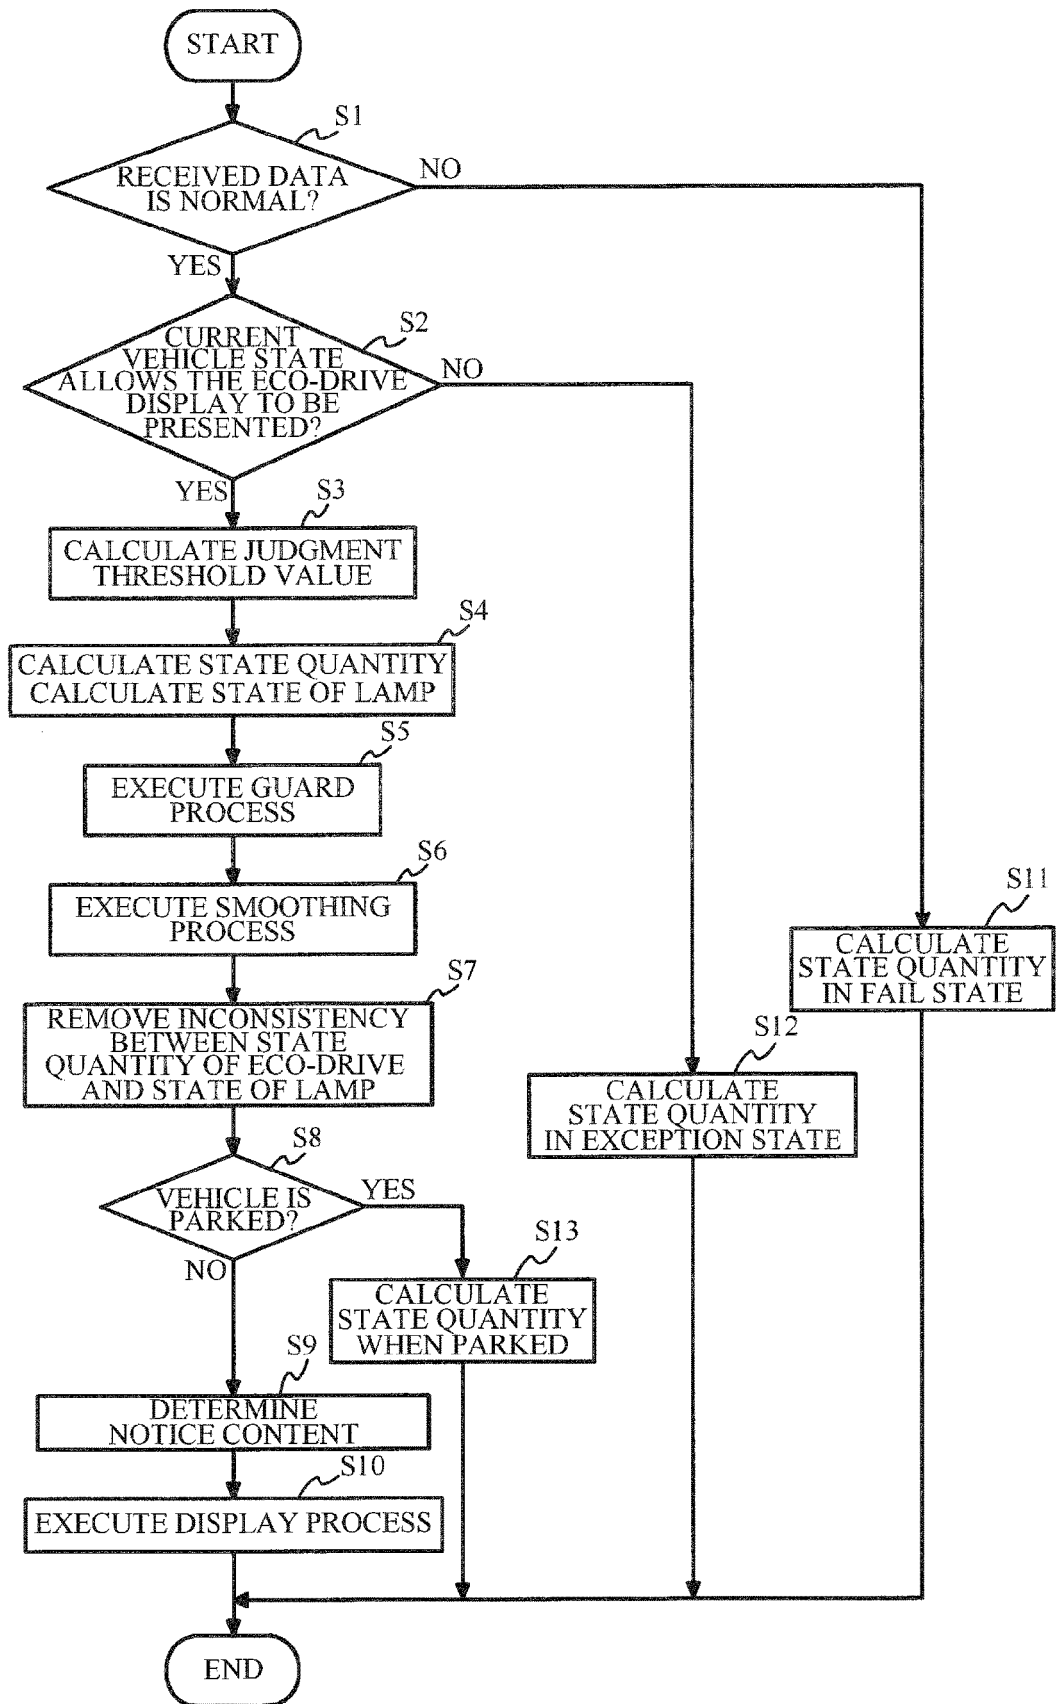 START
S1
RECEIVED DATA
IS NORMAL?
NO
YES
S2
CURRENT
VEHICLE STATE
ALLOWS THE ECO-DRIVE
DISPLAY TO BE
PRESENTED?
NO
YES
S3
CALCULATE JUDGMENT
THRESHOLD VALUE
S4
CALCULATE STATE QUANTITY
CALCULATE STATE OF LAMP
S5
EXECUTE GUARD
PROCESS
S6
EXECUTE SMOOTHING
PROCESS
S11
CALCULATE
STATE QUANTITY
IN FAIL STATE
S7
REMOVE INCONSISTENCY
BETWEEN STATE
QUANTITY OF ECO-DRIVE
AND STATE OF LAMP
S12
CALCULATE
STATE QUANTITY
IN EXCEPTION STATE
S8
VEHICLE IS
PARKED?
YES
NO
S13
CALCULATE
STATE QUANTITY
WHEN PARKED
S9
DETERMINE
NOTICE CONTENT
S10
EXECUTE DISPLAY PROCESS
END